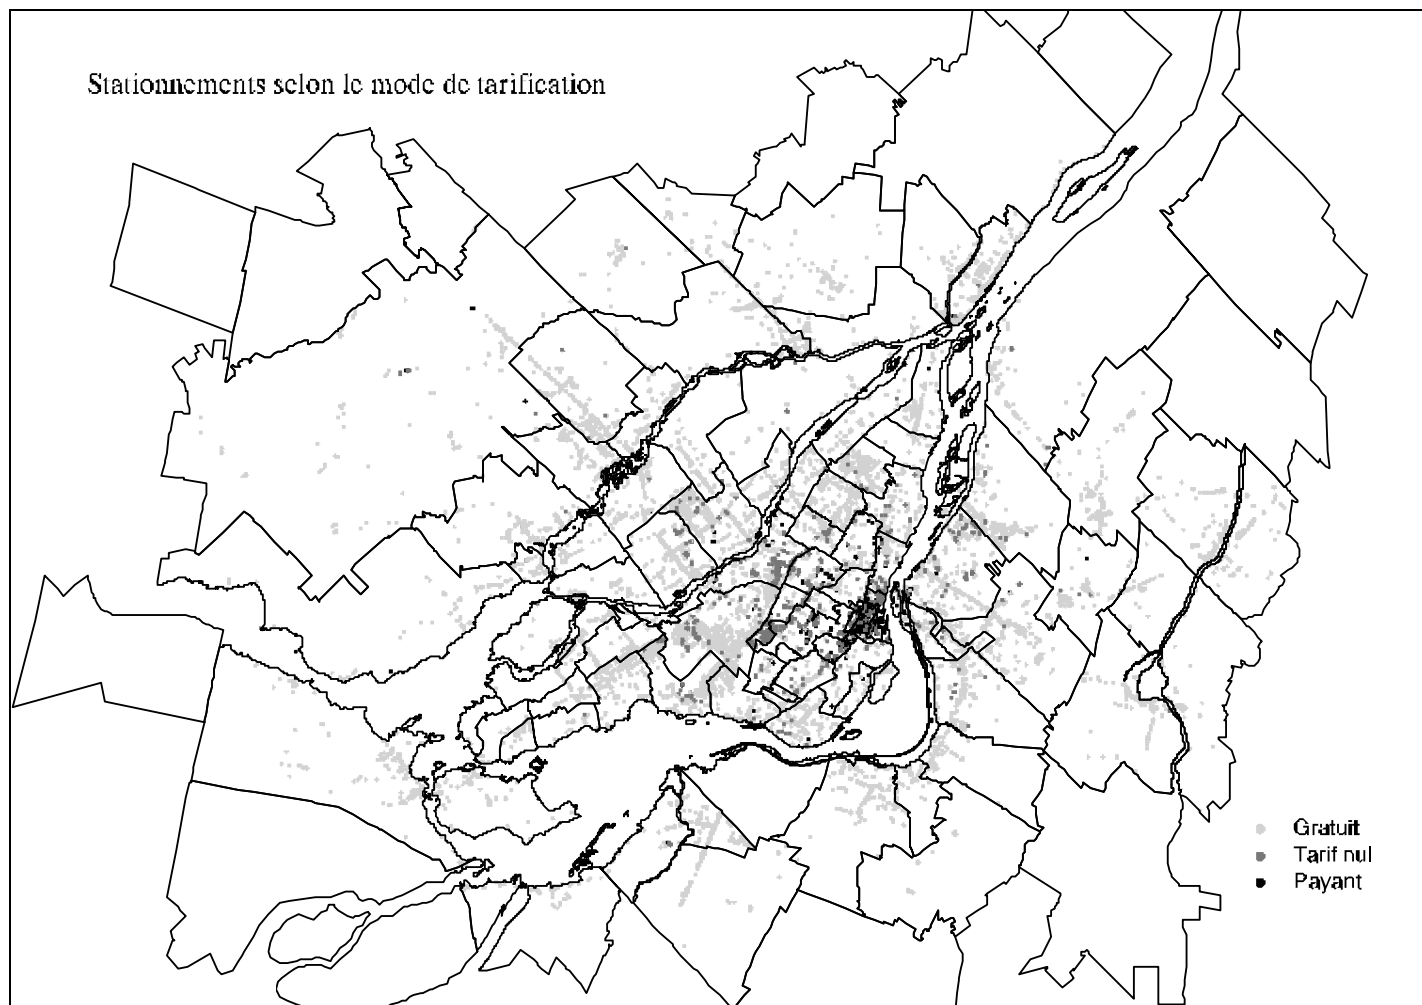 Stationnements selon le mode de tarification
Gratuit
Tarif nul
Payant